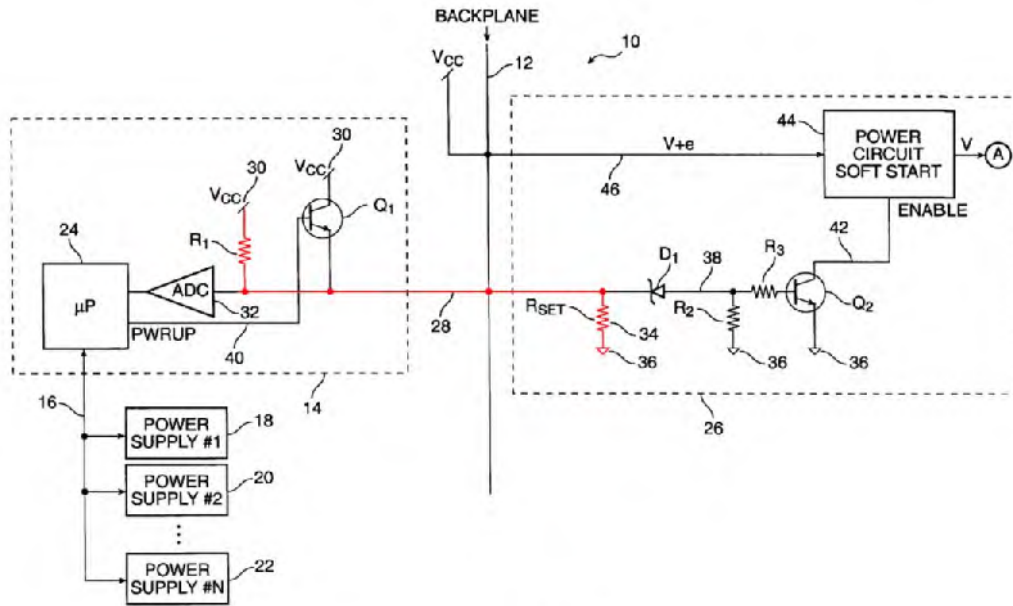 BACKPLANE
10
VCC
12
30
VCC
30
VCC
Q1
R1
24
μP
ADC
32
PWRUP
40
28
14
16
POWER
SUPPLY #1
18
POWER
SUPPLY #2
20
POWER
SUPPLY #N
22
44
POWER
CIRCUIT
SOFT START
V
A
V+e
46
ENABLE
42
D1
38
R3
Q2
RSET
34
R2
36
36
36
26